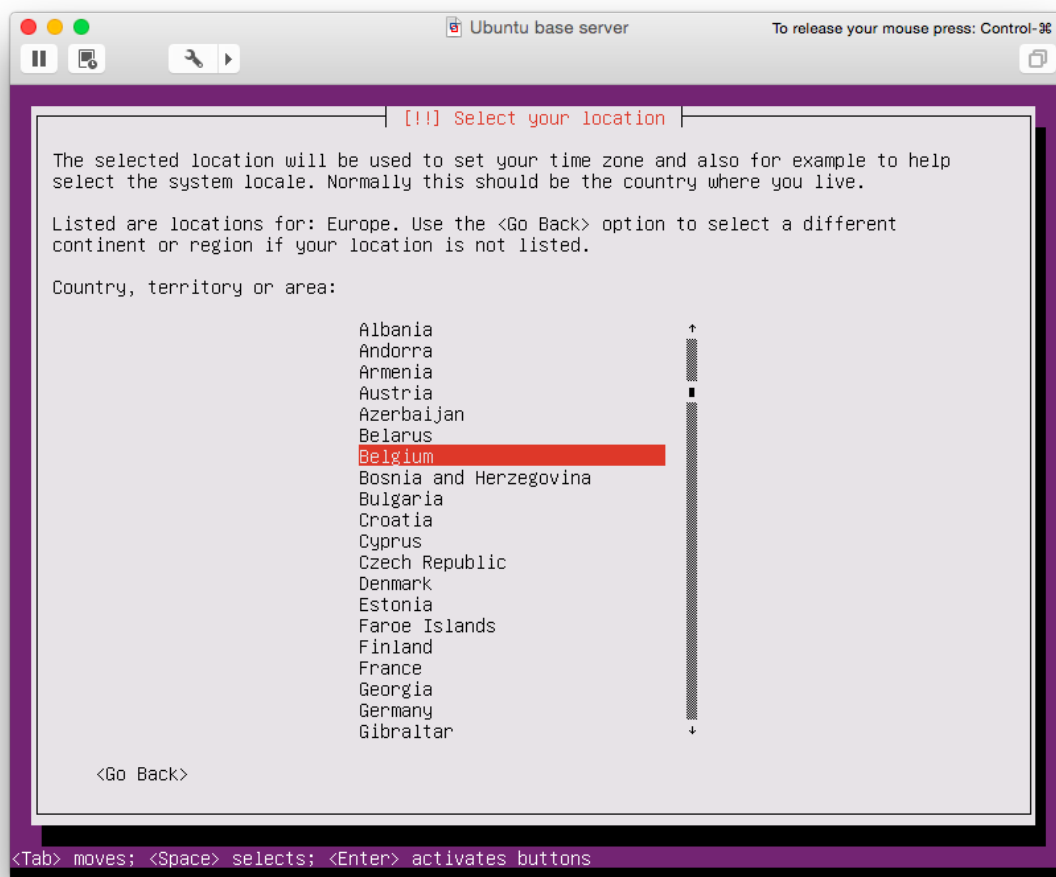 Ubuntu base server
To release your mouse press: Control-⌘
[!!] Select your location
The selected location will be used to set your time zone and also for example to help
select the system locale. Normally this should be the country where you live.
Listed are locations for: Europe. Use the <Go Back> option to select a different
continent or region if your location is not listed.
Country, territory or area:
Albania
Andorra
Armenia
Austria
Azerbaijan
Belarus
Belgium
Bosnia and Herzegovina
Bulgaria
Croatia
Cyprus
Czech Republic
Denmark
Estonia
Faroe Islands
Finland
France
Georgia
Germany
Gibraltar
<Go Back>
<Tab> moves; <Space> selects; <Enter> activates buttons